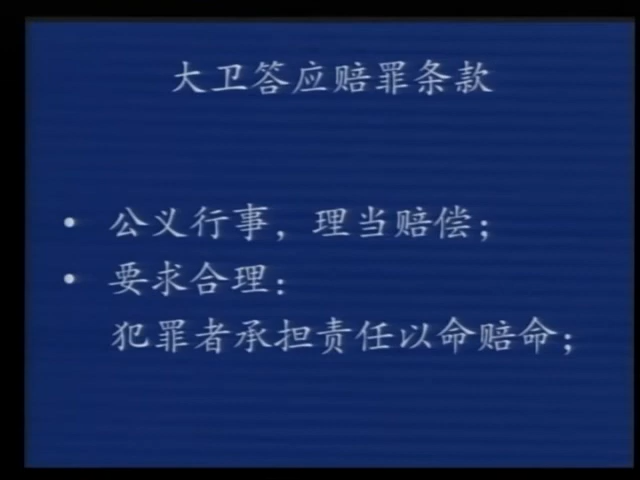 大卫答应赔罪条款
• 公义行事，理当赔偿；
• 要求合理：
犯罪者承担责任以命赔命；